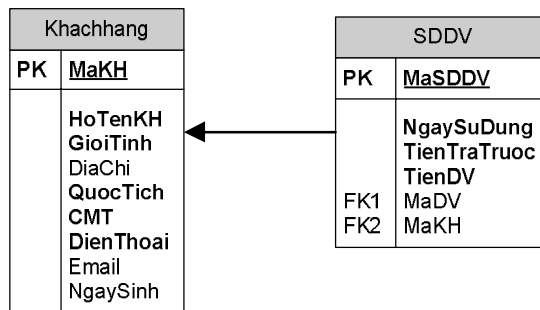 Khachhang
PK MaKH
HoTenKH
GioiTinh
DiaChi
QuocTich
CMT
DienThoai
Email
NgaySinh
SDDV
PK MaSDDV
NgaySuDung
TienTraTruoc
TienDV
FK1 MaDV
FK2 MaKH